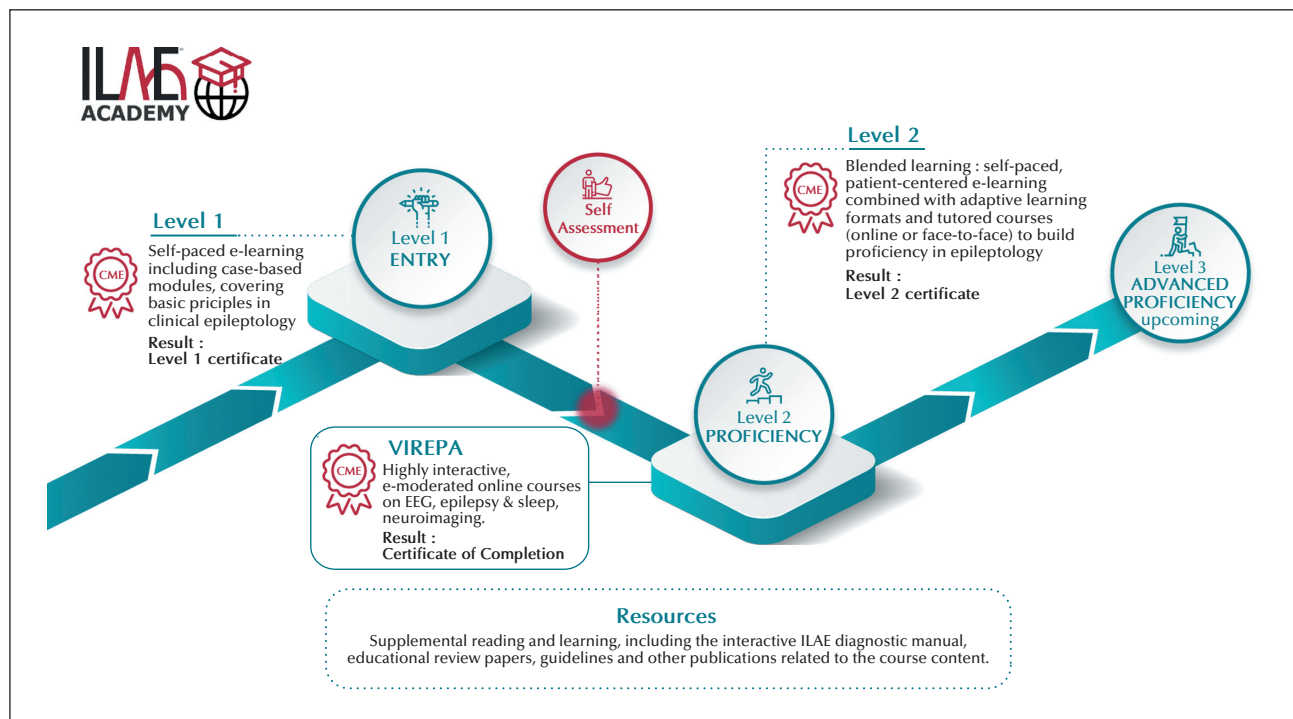 ILAE
ACADEMY
Level 1
CME
Self-paced e-learning
including case-based
modules, covering
basic priciples in
clinical epileptology
Result :
Level 1 certificate
Level 1
ENTRY
Self
Assessment
Level 2
CME
Blended learning : self-paced,
patient-centered e-learning
combined with adaptive learning
formats and tutored courses
(online or face-to-face) to build
proficiency in epileptology
Result :
Level 2 certificate
Level 3
ADVANCED
PROFICIENCY
upcoming
Level 2
PROFICIENCY
VIREPA
CME
Highly interactive,
e-moderated online courses
on EEG, epilepsy & sleep,
neuroimaging.
Result :
Certificate of Completion
Resources
Supplemental reading and learning, including the interactive ILAE diagnostic manual,
educational review papers, guidelines and other publications related to the course content.